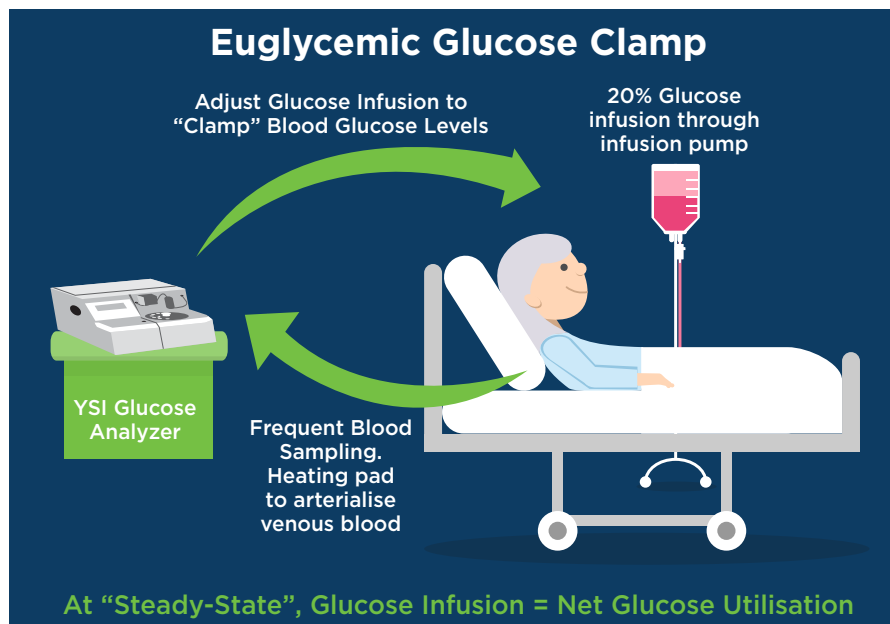 Euglycemic Glucose Clamp
Adjust Glucose Infusion to
“Clamp” Blood Glucose Levels
20% Glucose
infusion through
infusion pump
YSI Glucose
Analyzer
Frequent Blood
Sampling.
Heating pad
to arterialise
venous blood
At “Steady-State”, Glucose Infusion = Net Glucose Utilisation